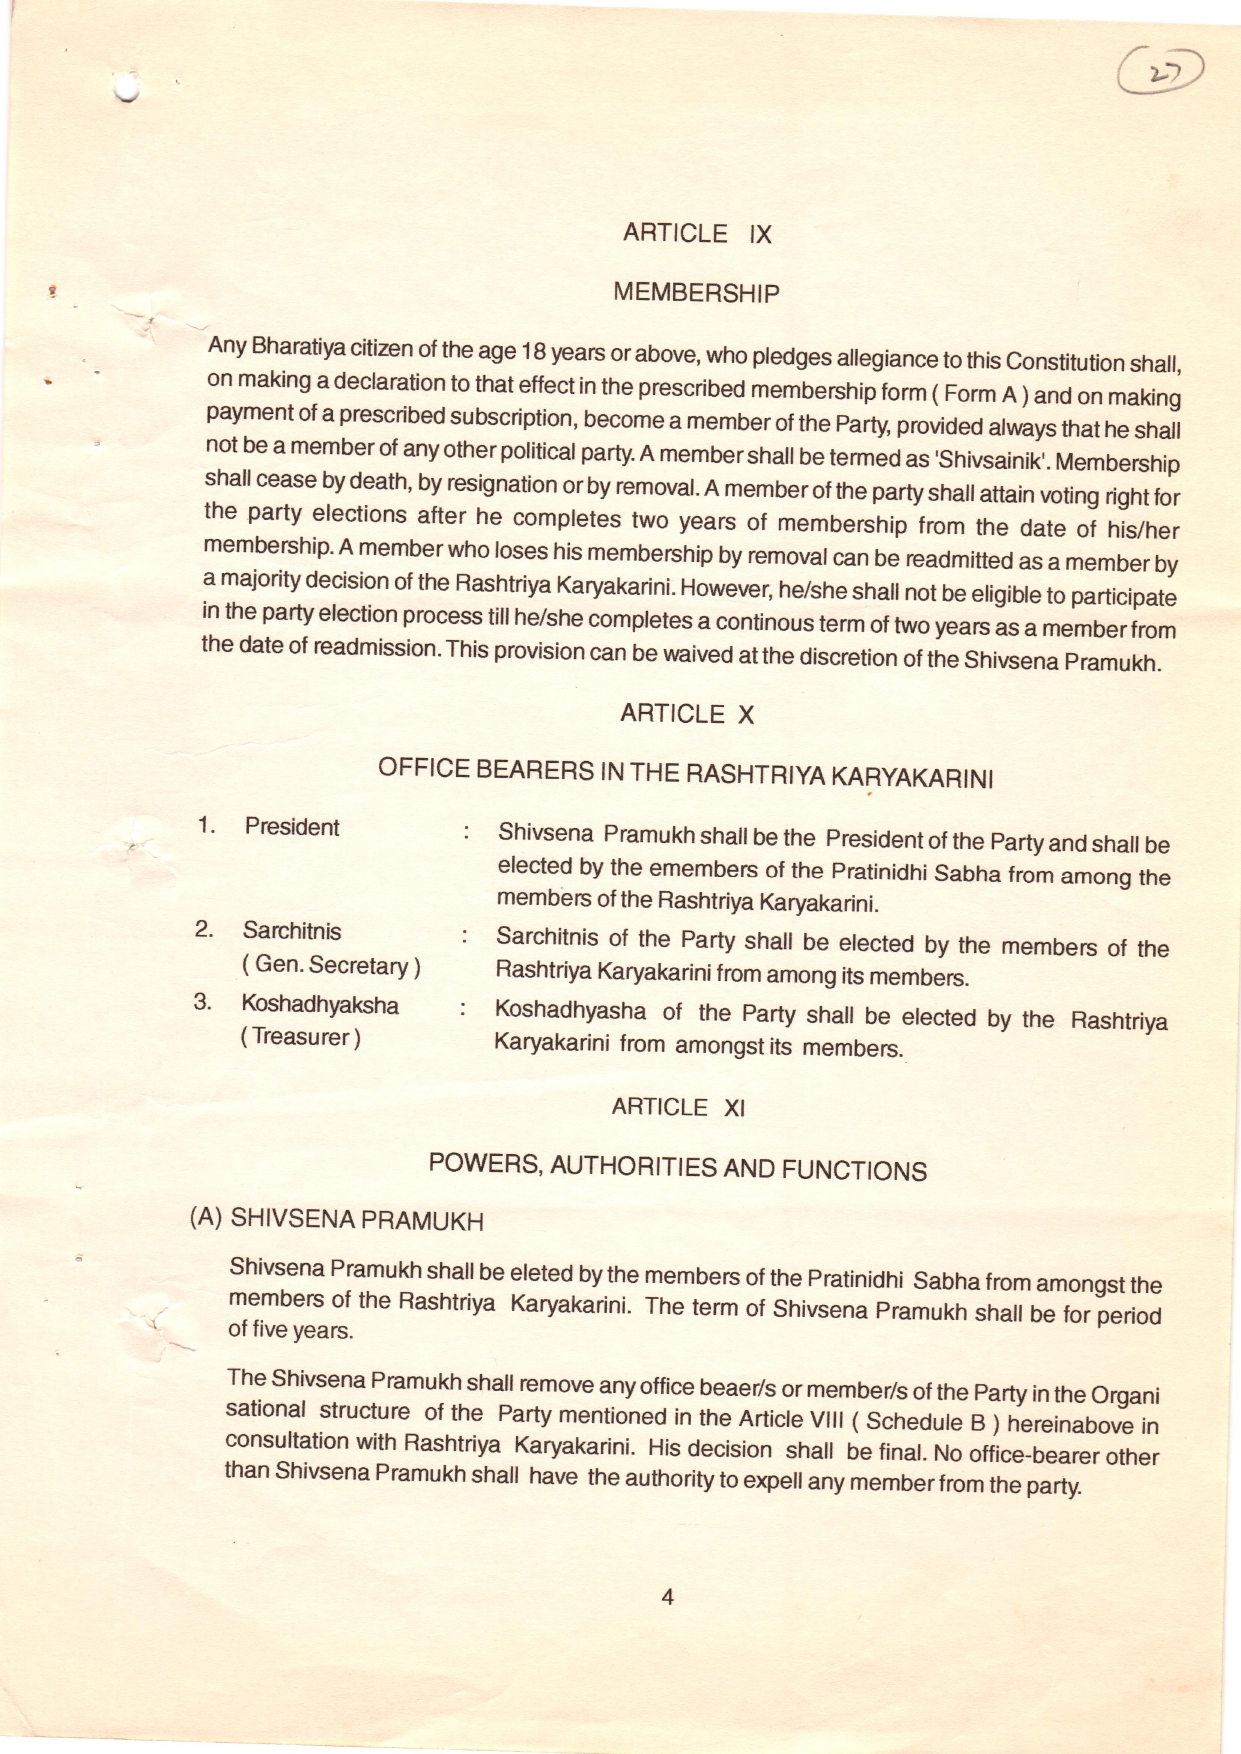 27
ARTICLE IX
MEMBERSHIP
Any Bharatiya citizen of the age 18 years or above, who pledges allegiance to this Constitution shall,
on making a declaration to that effect in the prescribed membership form ( Form A ) and on making
payment of a prescribed subscription, become a member of the Party, provided always that he shall
not be a member of any other political party. A member shall be termed as 'Shivsainik'. Membership
shall cease by death, by resignation or by removal. A member of the party shall attain voting right for
the party elections after he completes two years of membership from the date of his/her
membership. A member who loses his membership by removal can be readmitted as a member by
a majority decision of the Rashtriya Karyakarini. However, he/she shall not be eligible to participate
in the party election process till he/she completes a continous term of two years as a member from
the date of readmission. This provision can be waived at the discretion of the Shivsena Pramukh.
ARTICLE X
OFFICE BEARERS IN THE RASHTRIYA KARYAKARINI
1. President : Shivsena Pramukh shall be the President of the Party and shall be
elected by the emembers of the Pratinidhi Sabha from among the
members of the Rashtriya Karyakarini.
2. Sarchitnis : Sarchitnis of the Party shall be elected by the members of the
( Gen. Secretary ) Rashtriya Karyakarini from among its members.
3. Koshadhyaksha : Koshadhyasha of the Party shall be elected by the Rashtriya
( Treasurer ) Karyakarini from amongst its members.
ARTICLE XI
POWERS, AUTHORITIES AND FUNCTIONS
(A) SHIVSENA PRAMUKH
Shivsena Pramukh shall be eleted by the members of the Pratinidhi Sabha from amongst the
members of the Rashtriya Karyakarini. The term of Shivsena Pramukh shall be for period
of five years.
The Shivsena Pramukh shall remove any office beaer/s or member/s of the Party in the Organi
sational structure of the Party mentioned in the Article VIII ( Schedule B ) hereinabove in
consultation with Rashtriya Karyakarini. His decision shall be final. No office-bearer other
than Shivsena Pramukh shall have the authority to expell any member from the party.
4